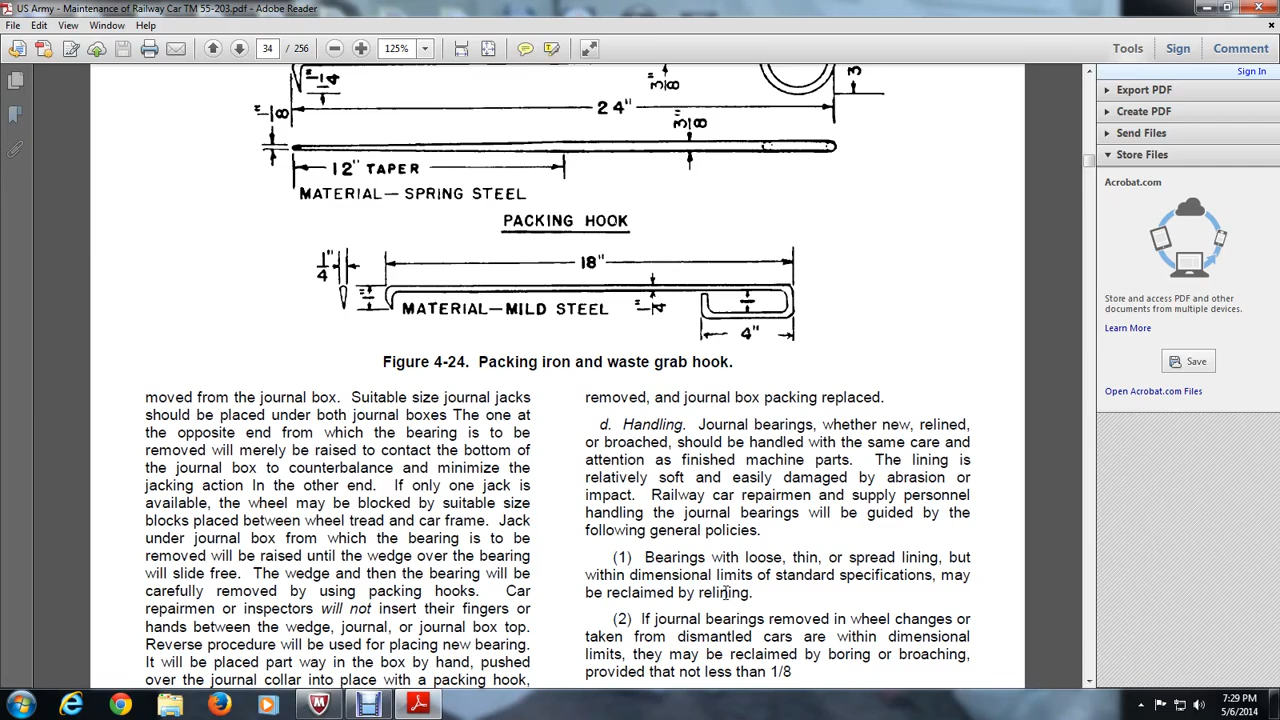 US Army - Maintenance of Railway Car TM 55-203.pdf - Adobe Reader
File Edit View Window Help
34 / 256 125% Tools Sign Comment
Sign In
Export PDF
Create PDF
Send Files
Store Files
Acrobat.com
Store and access PDF and other
documents from multiple devices.
Learn More
Save
Open Acrobat.com Files
1/4" 3/8" 3
1/8" 24" 3/8"
12" TAPER
MATERIAL— SPRING STEEL
PACKING HOOK
1/4" 18"
1" MATERIAL—MILD STEEL 1/4" 1"
4"
Figure 4-24. Packing iron and waste grab hook.
moved from the journal box. Suitable size journal jacks
should be placed under both journal boxes The one at
the opposite end from which the bearing is to be
removed will merely be raised to contact the bottom of
the journal box to counterbalance and minimize the
jacking action In the other end. If only one jack is
available, the wheel may be blocked by suitable size
blocks placed between wheel tread and car frame. Jack
under journal box from which the bearing is to be
removed will be raised until the wedge over the bearing
will slide free. The wedge and then the bearing will be
carefully removed by using packing hooks. Car
repairmen or inspectors will not insert their fingers or
hands between the wedge, journal, or journal box top.
Reverse procedure will be used for placing new bearing.
It will be placed part way in the box by hand, pushed
over the journal collar into place with a packing hook,
removed, and journal box packing replaced.
d. Handling. Journal bearings, whether new, relined,
or broached, should be handled with the same care and
attention as finished machine parts. The lining is
relatively soft and easily damaged by abrasion or
impact. Railway car repairmen and supply personnel
handling the journal bearings will be guided by the
following general policies.
(1) Bearings with loose, thin, or spread lining, but
within dimensional limits of standard specifications, may
be reclaimed by relining.
(2) If journal bearings removed in wheel changes or
taken from dismantled cars are within dimensional
limits, they may be reclaimed by boring or broaching,
provided that not less than 1/8
7:29 PM
5/6/2014